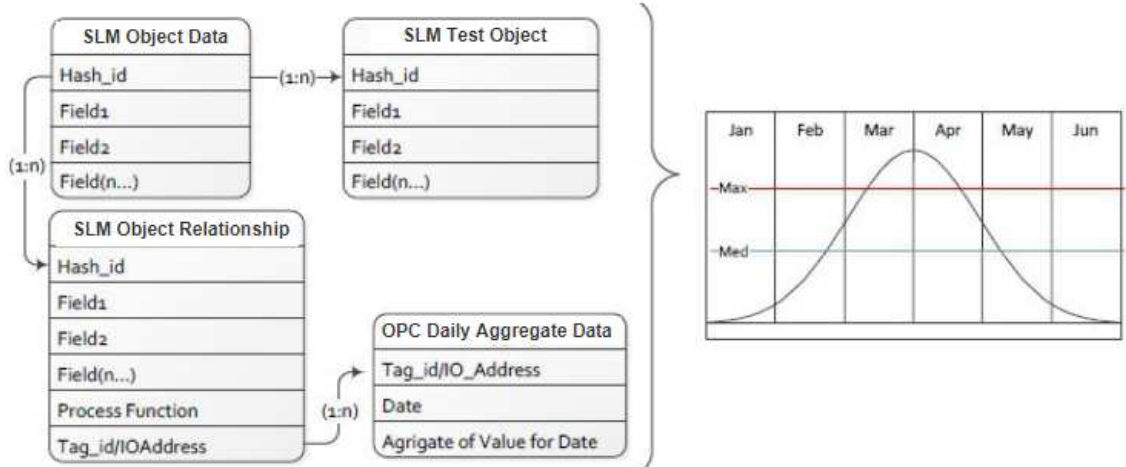 SLM Object Data
Hash_id
Field1
Field2
Field(n...)
(1:n)
SLM Test Object
Hash_id
Field1
Field2
Field(n...)
(1:n)
SLM Object Relationship
Hash_id
Field1
Field2
Field(n...)
Process Function
Tag_id/IOAddress
(1:n)
OPC Daily Aggregate Data
Tag_id/IO_Address
Date
Agrigate of Value for Date
Jan Feb Mar Apr May Jun
Max
Med